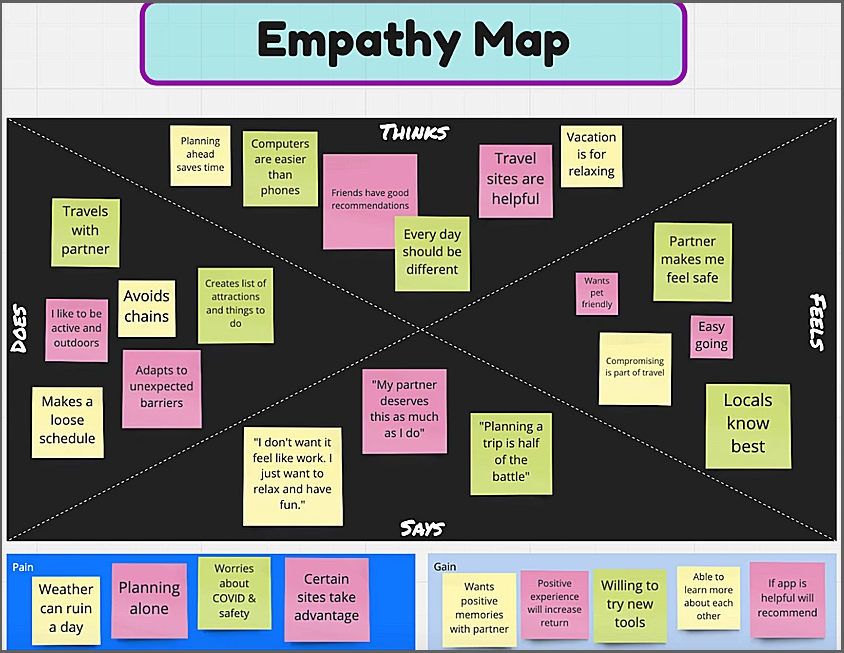 Empathy Map
THINKS
Planning
ahead
saves time
Computers
are easier
than
phones
Friends have good
recommendations
Every day
should be
different
Travel
sites are
helpful
Vacation
is for
relaxing
DOES
Travels
with
partner
I like to be
active and
outdoors
Avoids
chains
Creates list of
attractions
and things to
do
Adapts to
unexpected
barriers
Makes a
loose
schedule
FEELS
Partner
makes me
feel safe
Wants
pet
friendly
Easy
going
Compromising
is part of travel
Locals
know
best
"My partner
deserves
this as much
as I do"
"I don't want it
feel like work. I
just want to
relax and have
fun."
"Planning a
trip is half
of the
battle"
SAYS
Pain
Weather
can ruin
a day
Planning
alone
Worries
about
COVID &
safety
Certain
sites take
advantage
Gain
Wants
positive
memories
with partner
Positive
experience
will increase
return
Willing to
try new
tools
Able to
learn more
about each
other
If app is
helpful will
recommend